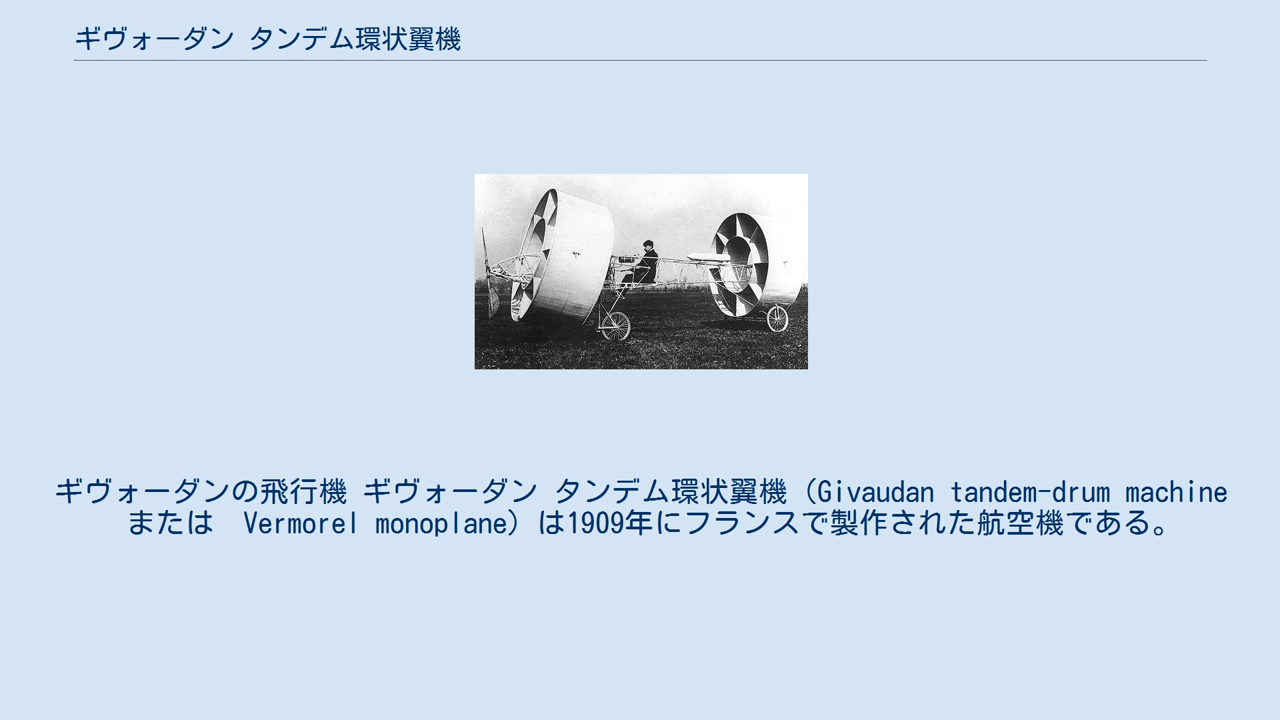 ギヴォーダン タンデム環状翼機
ギヴォーダンの飛行機 ギヴォーダン タンデム環状翼機（Givaudan tandem-drum machine
または　Vermorel monoplane）は1909年にフランスで製作された航空機である。